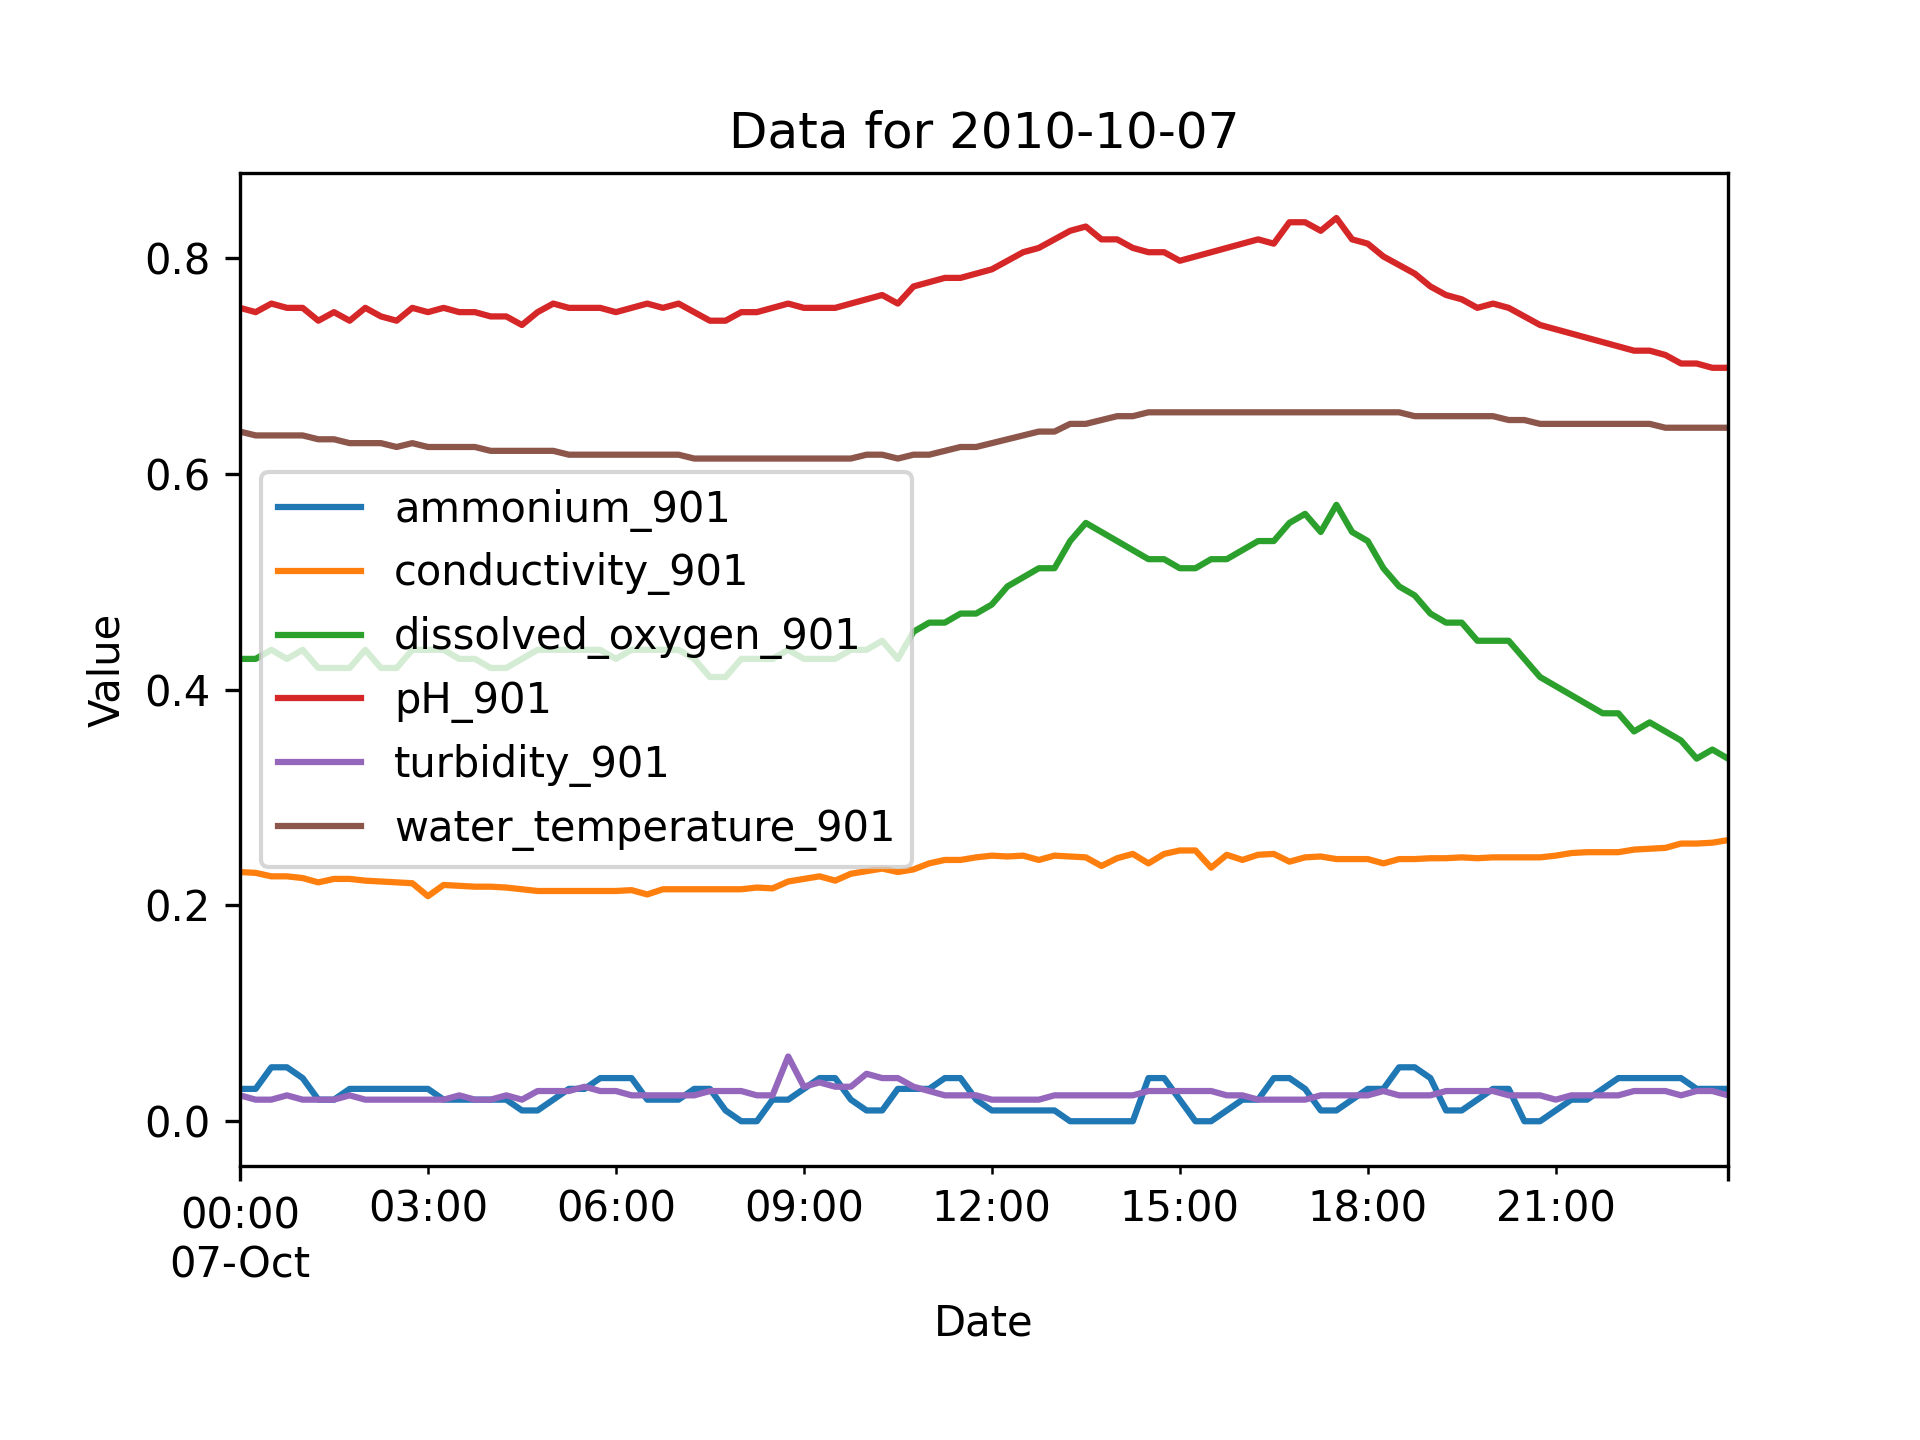 Data for 2010-10-07
Value
0.8
0.6
0.4
0.2
0.0
ammonium_901
conductivity_901
dissolved_oxygen_901
pH_901
turbidity_901
water_temperature_901
00:00 03:00 06:00 09:00 12:00 15:00 18:00 21:00
07-Oct
Date